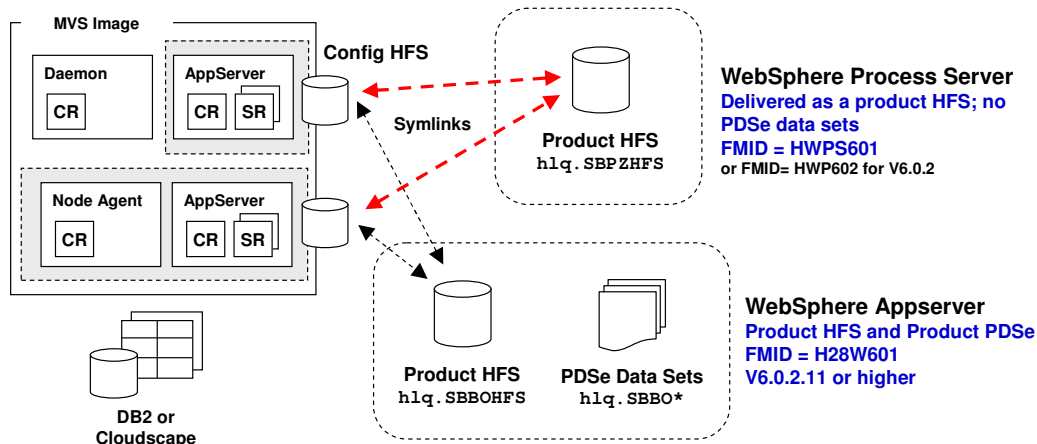 MVS Image
Config HFS
Daemon
CR
AppServer
CR
SR
Node Agent
CR
AppServer
CR
SR
Symlinks
Product HFS
hlq.SBPZHFS
WebSphere Process Server
Delivered as a product HFS; no
PDSe data sets
FMID = HWPS601
or FMID= HWP602 for V6.0.2
Product HFS
hlq.SBBOHFS
PDSe Data Sets
hlq.SBBO*
WebSphere Appserver
Product HFS and Product PDSe
FMID = H28W601
V6.0.2.11 or higher
DB2 or
Cloudscape